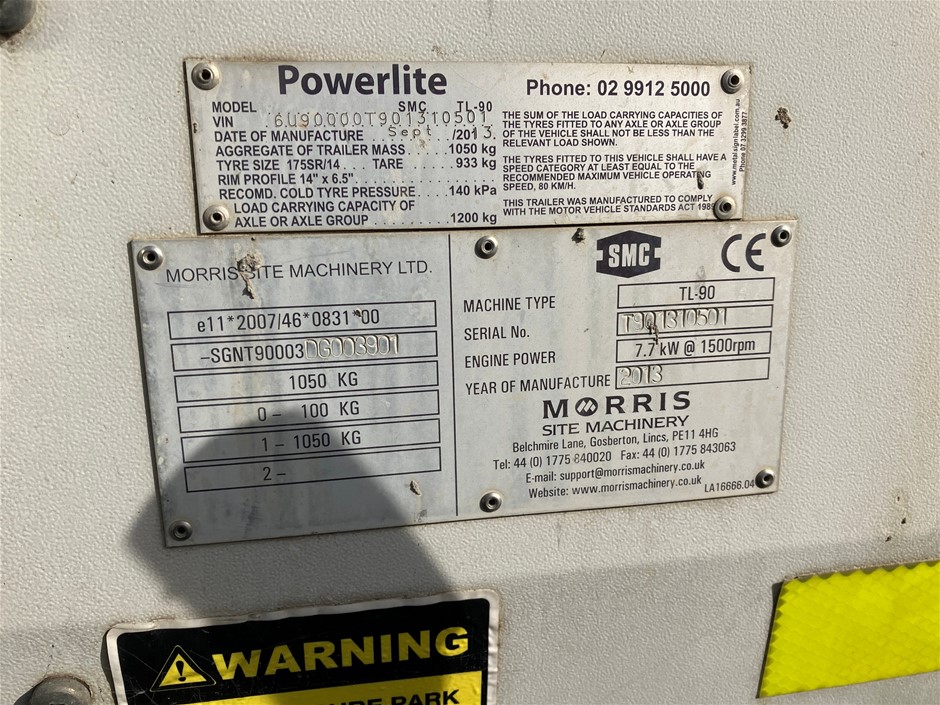 Powerlite
Phone: 02 9912 5000
MODEL SMC TL-90
VIN 6U90000T901310501
DATE OF MANUFACTURE Sept /2013
AGGREGATE OF TRAILER MASS 1050 kg
TYRE SIZE 175SR/14 .... TARE 933 kg
RIM PROFILE 14" x 6.5"
RECOMD. COLD TYRE PRESSURE 140 kPa
LOAD CARRYING CAPACITY OF
AXLE OR AXLE GROUP 1200 kg
THE SUM OF THE LOAD CARRYING CAPACITIES OF
THE TYRES FITTED TO ANY AXLE OR AXLE GROUP
OF THE VEHICLE SHALL NOT BE LESS THAN THE
RELEVANT LOAD SHOWN.
THE TYRES FITTED TO THIS VEHICLE SHALL HAVE A
SPEED CATEGORY AT LEAST EQUAL TO THE
RECOMMENDED MAXIMUM VEHICLE OPERATING
SPEED, 80 KM/H.
THIS TRAILER WAS MANUFACTURED TO COMPLY
WITH THE MOTOR VEHICLE STANDARDS ACT 1989
www.metalsignlabel.com.au
Phone 07 3299 3877
MORRIS SITE MACHINERY LTD.
e11*2007/46*0831*00
–SGNT90003DG003901
1050 KG
0– 100 KG
1– 1050 KG
2–
SMC
CE
MACHINE TYPE TL-90
SERIAL No. T901310501
ENGINE POWER 7.7 kW @ 1500rpm
YEAR OF MANUFACTURE 2013
MORRIS
SITE MACHINERY
Belchmire Lane, Gosberton, Lincs, PE11 4HG
Tel: 44 (0) 1775 840020 Fax: 44 (0) 1775 843063
E-mail: support@morrismachinery.co.uk
Website: www.morrismachinery.co.uk
LA16666.04
WARNING
PARK